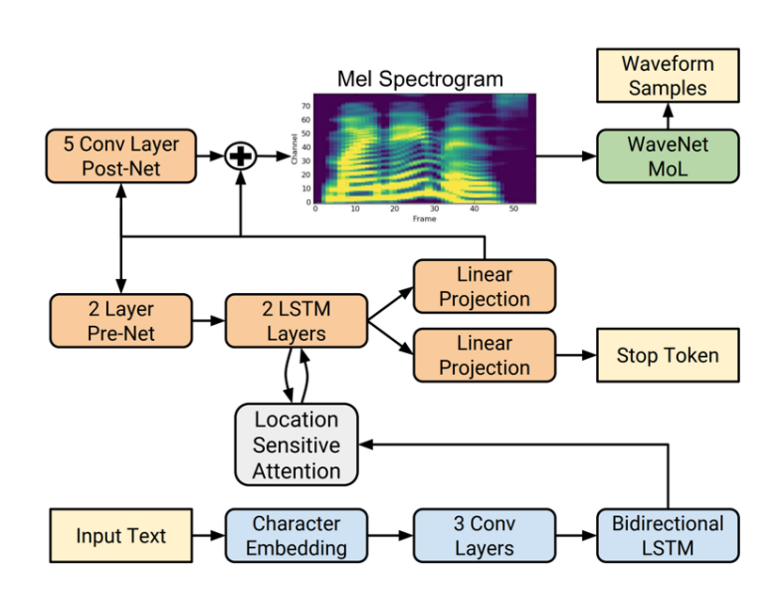 Waveform
Samples
Mel Spectrogram
5 Conv Layer
Post-Net
WaveNet
MoL
Channel
70
60
50
40
30
20
10
0
0 10 20 30 40 50
Frame
2 Layer
Pre-Net
2 LSTM
Layers
Linear
Projection
Linear
Projection
Stop Token
Location
Sensitive
Attention
Input Text
Character
Embedding
3 Conv
Layers
Bidirectional
LSTM